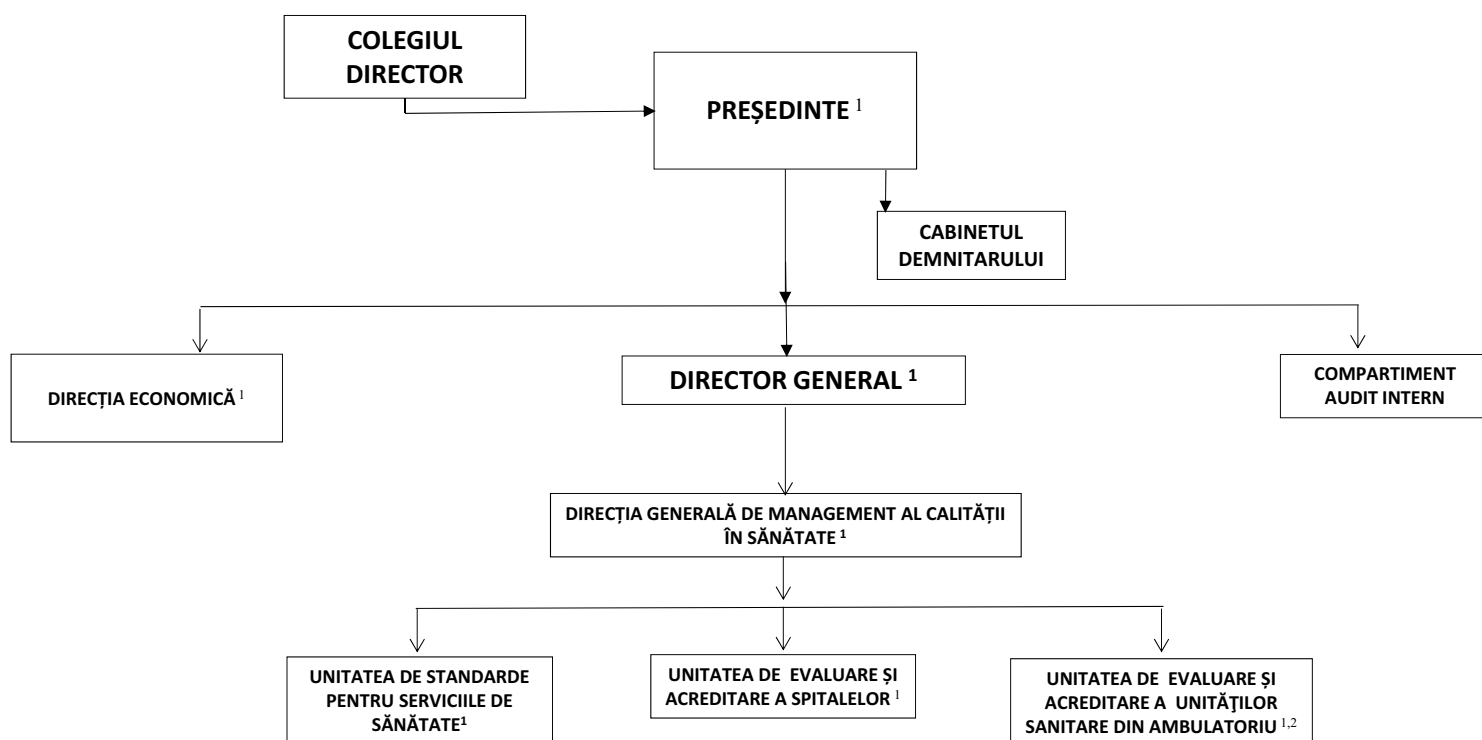 COLEGIUL
DIRECTOR
PREȘEDINTE 1
CABINETUL
DEMNITARULUI
DIRECȚIA ECONOMICĂ 1
DIRECTOR GENERAL 1
COMPARTIMENT
AUDIT INTERN
DIRECȚIA GENERALĂ DE MANAGEMENT AL CALITĂȚII
ÎN SĂNĂTATE 1
UNITATEA DE STANDARDE
PENTRU SERVICIILE DE
SĂNĂTATE1
UNITATEA DE EVALUARE ȘI
ACREDITARE A SPITALELOR 1
UNITATEA DE EVALUARE ȘI
ACREDITARE A UNITĂŢILOR
SANITARE DIN AMBULATORIU 1,2